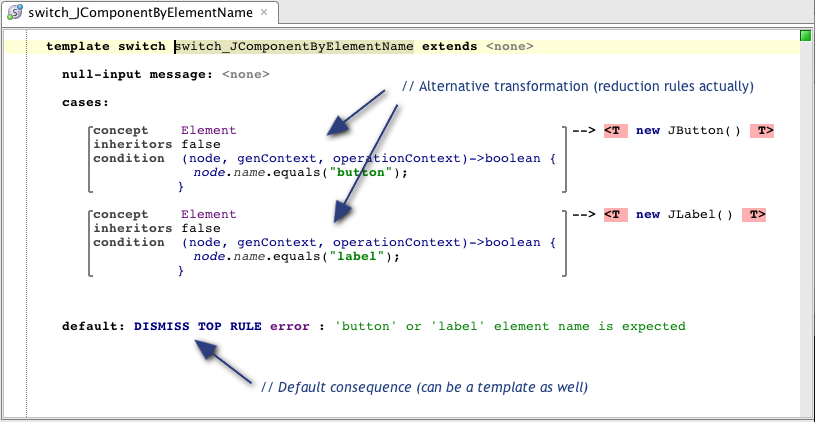 switch_JComponentByElementName ×
template switch switch_JComponentByElementName extends <none>
null-input message: <none>
// Alternative transformation (reduction rules actually)
cases:
concept Element --> <T new JButton() T>
inheritors false
condition (node, genContext, operationContext)->boolean {
node.name.equals("button");
}
concept Element --> <T new JLabel() T>
inheritors false
condition (node, genContext, operationContext)->boolean {
node.name.equals("label");
}
default: DISMISS TOP RULE error : 'button' or 'label' element name is expected
// Default consequence (can be a template as well)